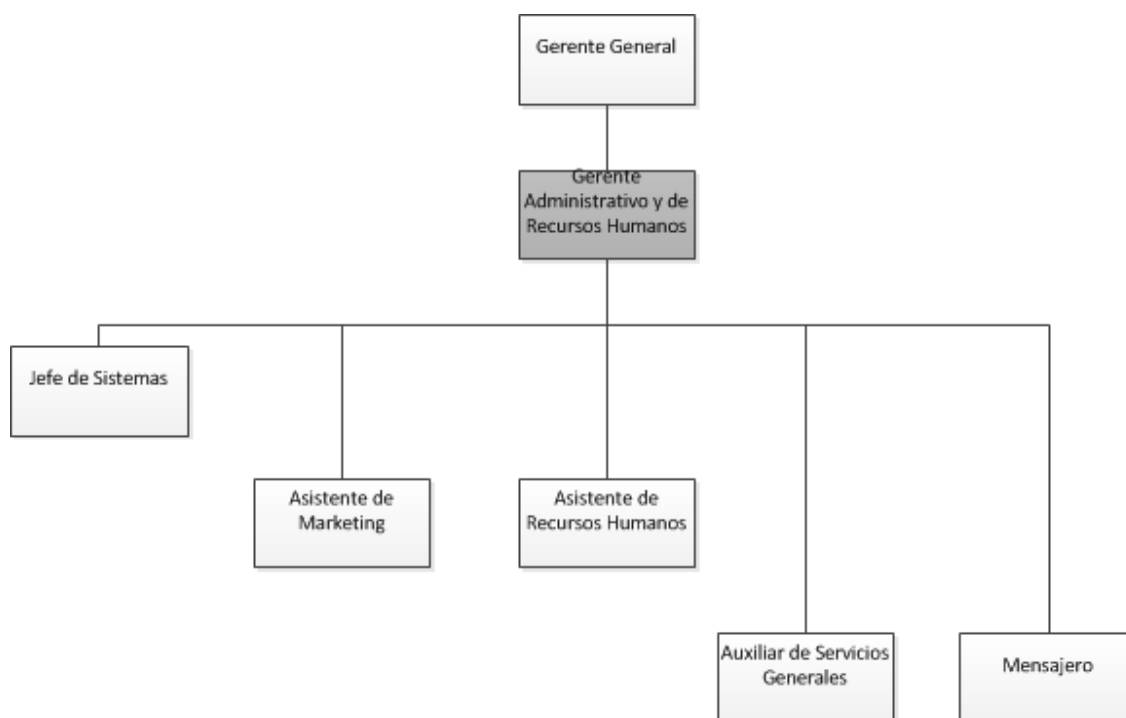 Gerente General
Gerente
Administrativo y de
Recursos Humanos
Jefe de Sistemas
Asistente de
Marketing
Asistente de
Recursos Humanos
Auxiliar de Servicios
Generales
Mensajero